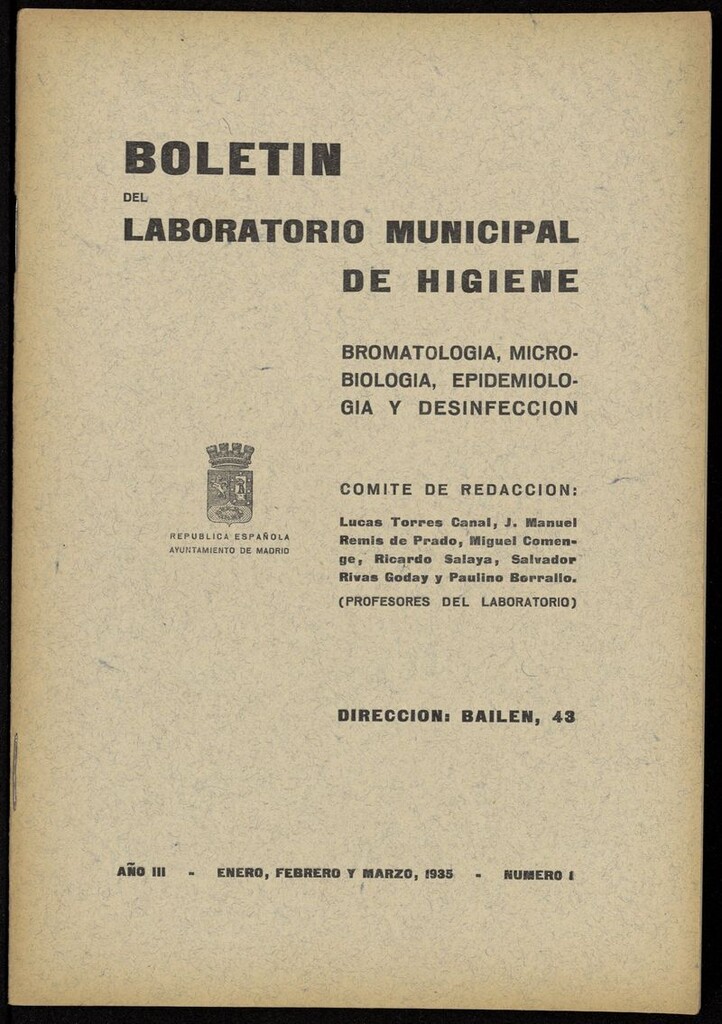 BOLETIN
DEL
LABORATORIO MUNICIPAL
DE HIGIENE
BROMATOLOGIA, MICRO-
BIOLOGIA, EPIDEMIOLO-
GIA Y DESINFECCION
COMITE DE REDACCION:
Lucas Torres Canal, J. Manuel
Remis de Prado, Miguel Comen-
ge, Ricardo Salaya, Salvador
Rivas Goday y Paulino Borrallo.
(PROFESORES DEL LABORATORIO)
REPUBLICA ESPAÑOLA
AYUNTAMIENTO DE MADRID
DIRECCION: BAILEN, 43
AÑO III - ENERO, FEBRERO Y MARZO, 1935 - NUMERO I